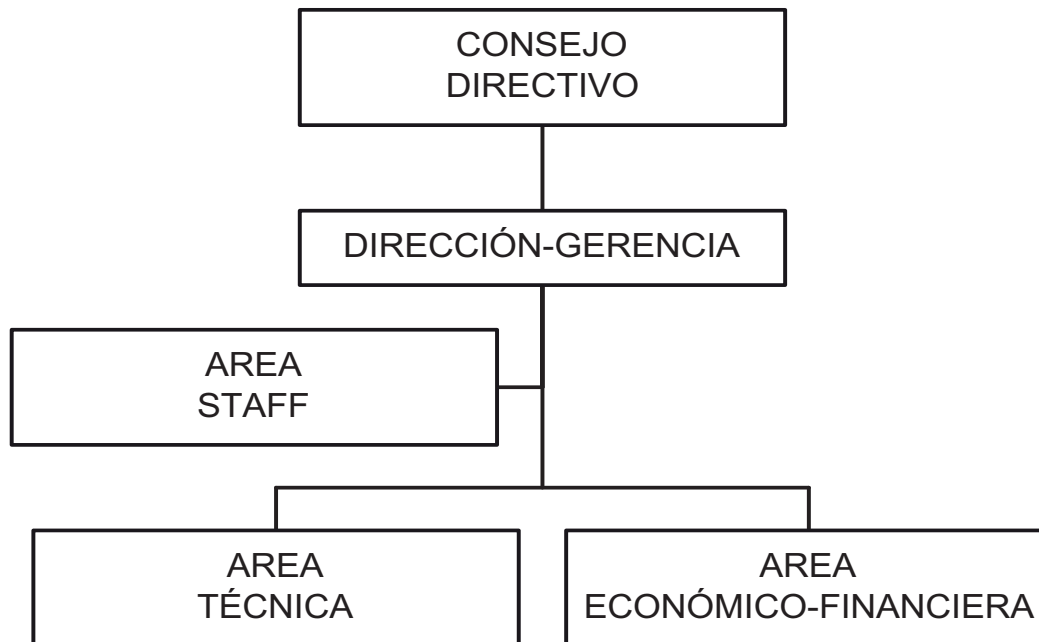 CONSEJO
DIRECTIVO
DIRECCIÓN-GERENCIA
AREA
STAFF
AREA
TÉCNICA
AREA
ECONÓMICO-FINANCIERA